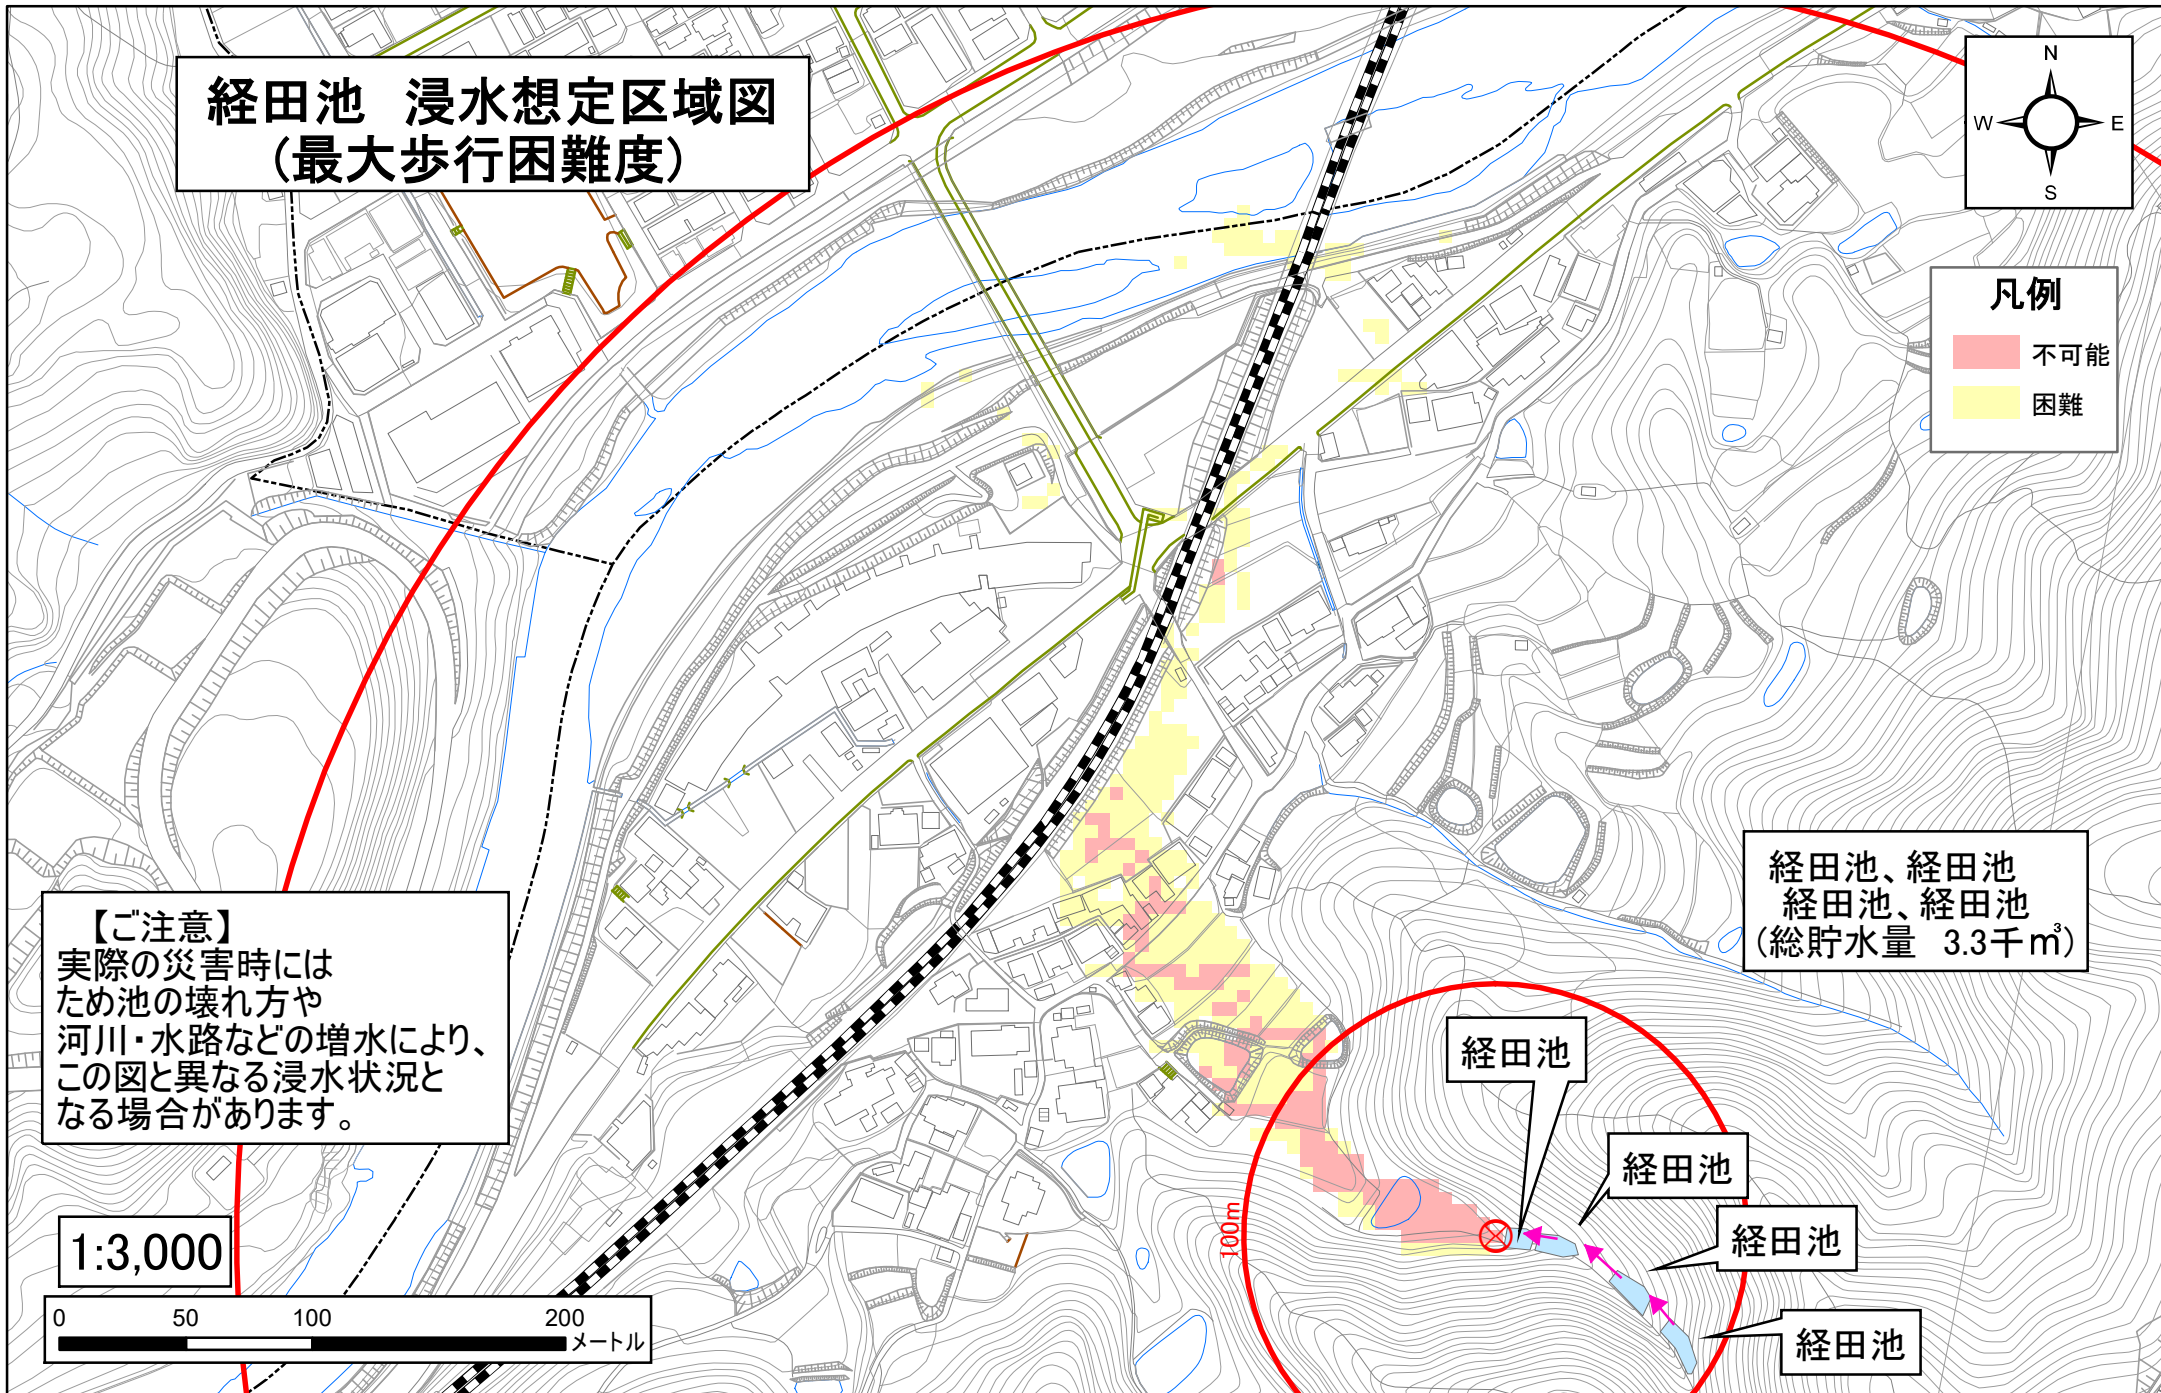 経田池　浸水想定区域図
（最大歩行困難度）
N
W
E
S
凡例
不可能
困難
経田池、経田池
経田池、経田池
（総貯水量　3.3千㎥）
【ご注意】
実際の災害時には
ため池の壊れ方や
河川・水路などの増水により、
この図と異なる浸水状況と
なる場合があります。
経田池
経田池
経田池
経田池
100m
1:3,000
0 50 100 200
メートル